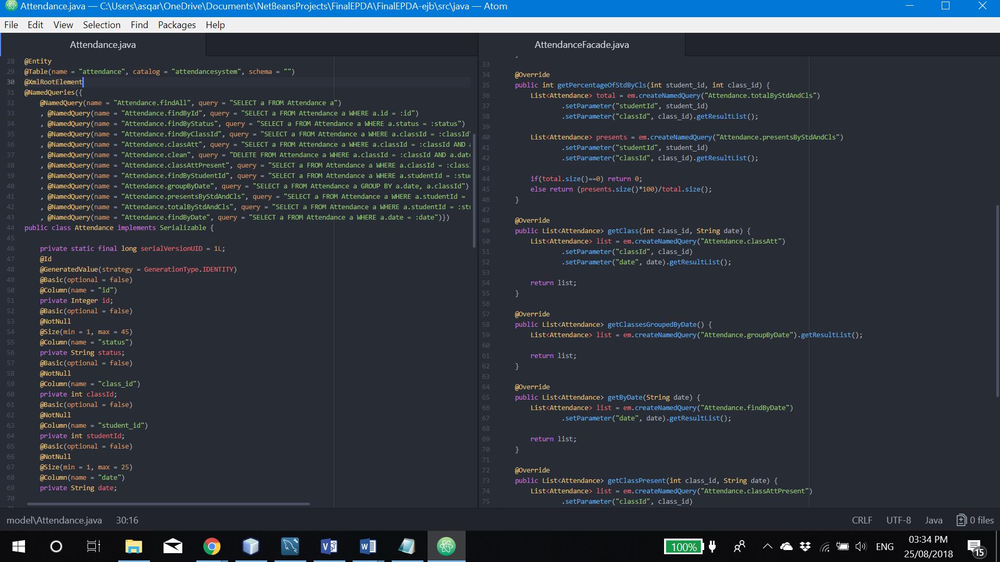 Attendance.java — C:\Users\asqar\OneDrive\Documents\NetBeansProjects\FinalEPDA\FinalEPDA-ejb\src\java — Atom
File Edit View Selection Find Packages Help
Attendance.java
28 @Entity
29 @Table(name = "attendance", catalog = "attendancesystem", schema = "")
30 @XmlRootElement
31 @NamedQueries({
32 @NamedQuery(name = "Attendance.findAll", query = "SELECT a FROM Attendance a")
33 , @NamedQuery(name = "Attendance.findById", query = "SELECT a FROM Attendance a WHERE a.id = :id")
34 , @NamedQuery(name = "Attendance.findByStatus", query = "SELECT a FROM Attendance a WHERE a.status = :status")
35 , @NamedQuery(name = "Attendance.findByClassId", query = "SELECT a FROM Attendance a WHERE a.classId = :classId"
36 , @NamedQuery(name = "Attendance.classAtt", query = "SELECT a FROM Attendance a WHERE a.classId = :classId AND
37 , @NamedQuery(name = "Attendance.clean", query = "DELETE FROM Attendance a WHERE a.classId = :classId AND a.date
38 , @NamedQuery(name = "Attendance.classAttPresent", query = "SELECT a FROM Attendance a WHERE a.classId = :class
39 , @NamedQuery(name = "Attendance.findByStudentId", query = "SELECT a FROM Attendance a WHERE a.studentId = :stu
40 , @NamedQuery(name = "Attendance.groupByDate", query = "SELECT a FROM Attendance a GROUP BY a.date, a.classId")
41 , @NamedQuery(name = "Attendance.presentsByStdAndCls", query = "SELECT a FROM Attendance a WHERE a.studentId =
42 , @NamedQuery(name = "Attendance.totalByStdAndCls", query = "SELECT a FROM Attendance a WHERE a.studentId = :st
43 , @NamedQuery(name = "Attendance.findByDate", query = "SELECT a FROM Attendance a WHERE a.date = :date")})
44 public class Attendance implements Serializable {
45
46 private static final long serialVersionUID = 1L;
47 @Id
48 @GeneratedValue(strategy = GenerationType.IDENTITY)
49 @Basic(optional = false)
50 @Column(name = "id")
51 private Integer id;
52 @Basic(optional = false)
53 @NotNull
54 @Size(min = 1, max = 45)
55 @Column(name = "status")
56 private String status;
57 @Basic(optional = false)
58 @NotNull
59 @Column(name = "class_id")
60 private int classId;
61 @Basic(optional = false)
62 @NotNull
63 @Column(name = "student_id")
64 private int studentId;
65 @Basic(optional = false)
66 @NotNull
67 @Size(min = 1, max = 25)
68 @Column(name = "date")
69 private String date;
70
AttendanceFacade.java
33
34 @Override
35 public int getPercentageOfStdByCls(int student_id, int class_id) {
36 List<Attendance> total = em.createNamedQuery("Attendance.totalByStdAndCls")
37 .setParameter("studentId", student_id)
38 .setParameter("classId", class_id).getResultList();
39
40 List<Attendance> presents = em.createNamedQuery("Attendance.presentsByStdAndCls")
41 .setParameter("studentId", student_id)
42 .setParameter("classId", class_id).getResultList();
43
44 if(total.size()==0) return 0;
45 else return (presents.size()*100)/total.size();
46 }
47
48 @Override
49 public List<Attendance> getClass(int class_id, String date) {
50 List<Attendance> list = em.createNamedQuery("Attendance.classAtt")
51 .setParameter("classId", class_id)
52 .setParameter("date", date).getResultList();
53
54 return list;
55 }
56
57 @Override
58 public List<Attendance> getClassesGroupedByDate() {
59 List<Attendance> list = em.createNamedQuery("Attendance.groupByDate").getResultList();
60
61 return list;
62 }
63
64 @Override
65 public List<Attendance> getByDate(String date) {
66 List<Attendance> list = em.createNamedQuery("Attendance.findByDate")
67 .setParameter("date", date).getResultList();
68
69 return list;
70 }
71
72 @Override
73 public List<Attendance> getClassPresent(int class_id, String date) {
74 List<Attendance> list = em.createNamedQuery("Attendance.classAttPresent")
75 .setParameter("classId", class_id)
model\Attendance.java 30:16 CRLF UTF-8 Java 0 files
100% ENG 03:34 PM
25/08/2018 15